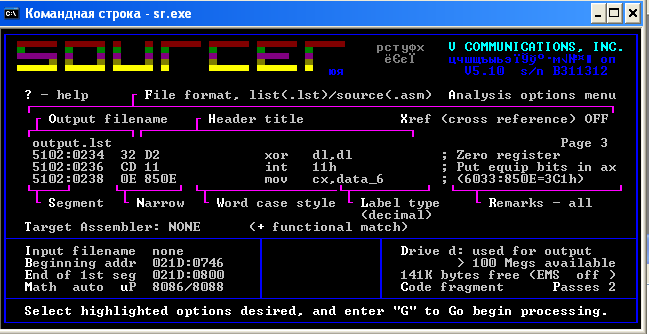 Командная строка - sr.exe
sourcer
рстуфх V COMMUNICATIONS, INC.
ёЄєЇ
V5.10 s/n B311312
? - help File format, list(.lst)/source(.asm) Analysis options menu
Output filename Header title Xref (cross reference) OFF
output.lst Page 3
5102:0234 32 D2 xor dl,dl ; Zero register
5102:0236 CD 11 int 11h ; Put equip bits in ax
5102:0238 0E 850E mov cx,data_6 ; (6033:850E=3C1h)
Segment Narrow Word case style Label type Remarks - all
(decimal)
Target Assembler: NONE (+ functional match)
Input filename none Drive d: used for output
Beginning addr 021D:0746 > 100 Megs available
End of 1st seg 021D:0800 141K bytes free (EMS off )
Math auto uP 8086/8088 Code fragment Passes 2
Select highlighted options desired, and enter "G" to Go begin processing.